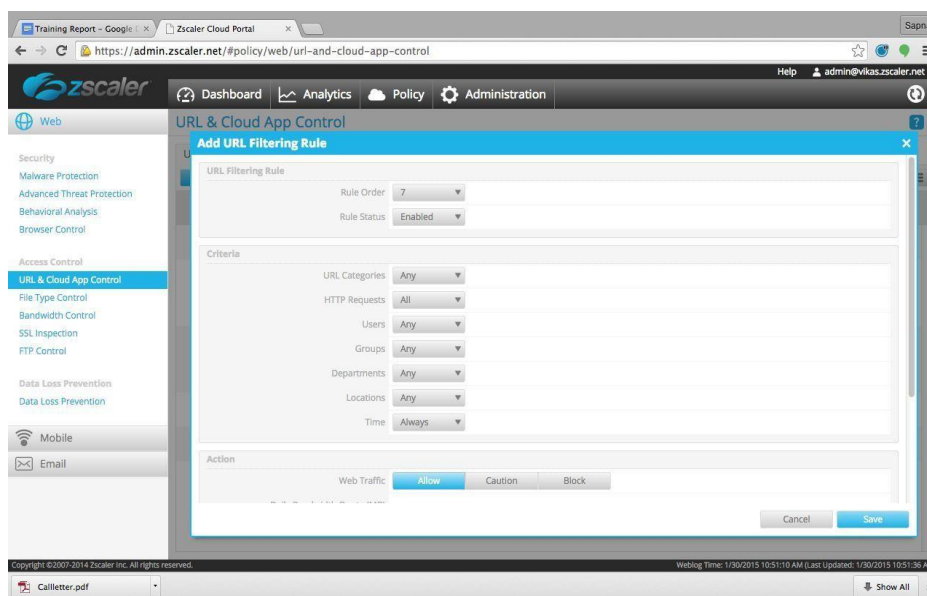 Training Report - Google
Zscaler Cloud Portal
Sapn
https://admin.zscaler.net/#policy/web/url-and-cloud-app-control
Help admin@vikas.zscaler.net
zscaler
Dashboard Analytics Policy Administration
Web
URL & Cloud App Control
Add URL Filtering Rule
Security
Malware Protection
Advanced Threat Protection
Behavioral Analysis
Browser Control
Access Control
URL & Cloud App Control
File Type Control
Bandwidth Control
SSL Inspection
FTP Control
Data Loss Prevention
Data Loss Prevention
Mobile
Email
URL Filtering Rule
Rule Order 7
Rule Status Enabled
Criteria
URL Categories Any
HTTP Requests All
Users Any
Groups Any
Departments Any
Locations Any
Time Always
Action
Web Traffic Allow Caution Block
Cancel Save
Copyright ©2007-2014 Zscaler Inc. All rights reserved.
Weblog Time: 1/30/2015 10:51:10 AM (Last Updated: 1/30/2015 10:51:36 A
Callletter.pdf
Show All